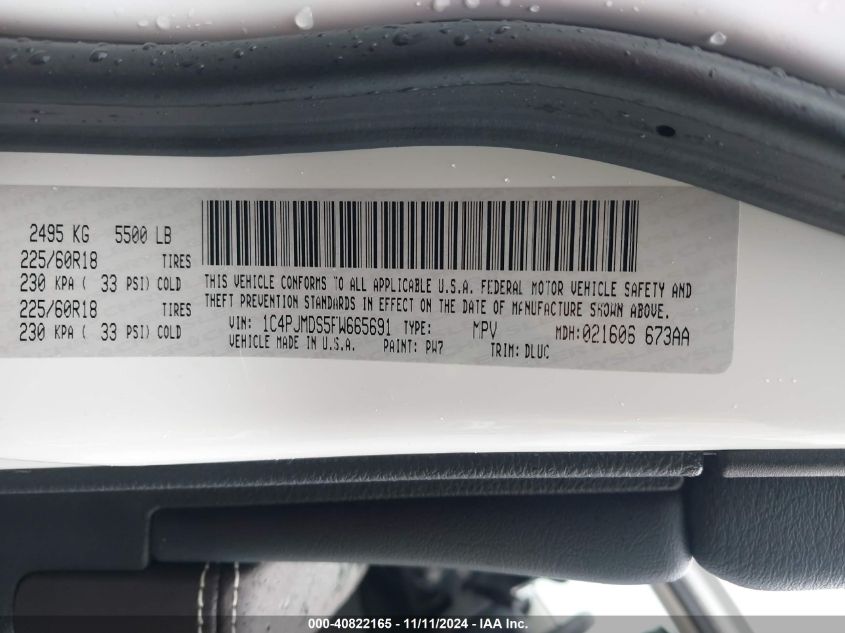 2495 KG 5500 LB
225/60R18 TIRES
230 KPA ( 33 PSI) COLD
225/60R18 TIRES
230 KPA ( 33 PSI) COLD
THIS VEHICLE CONFORMS TO ALL APPLICABLE U.S.A. FEDERAL MOTOR VEHICLE SAFETY AND
THEFT PREVENTION STANDARDS IN EFFECT ON THE DATE OF MANUFACTURE SHOWN ABOVE.
VIN: 1C4PJMDS5FW665691 TYPE: MPV MDH:021606 673AA
VEHICLE MADE IN U.S.A. PAINT: PW7 TRIM: DLUC
000-40822165 - 11/11/2024 - IAA Inc.